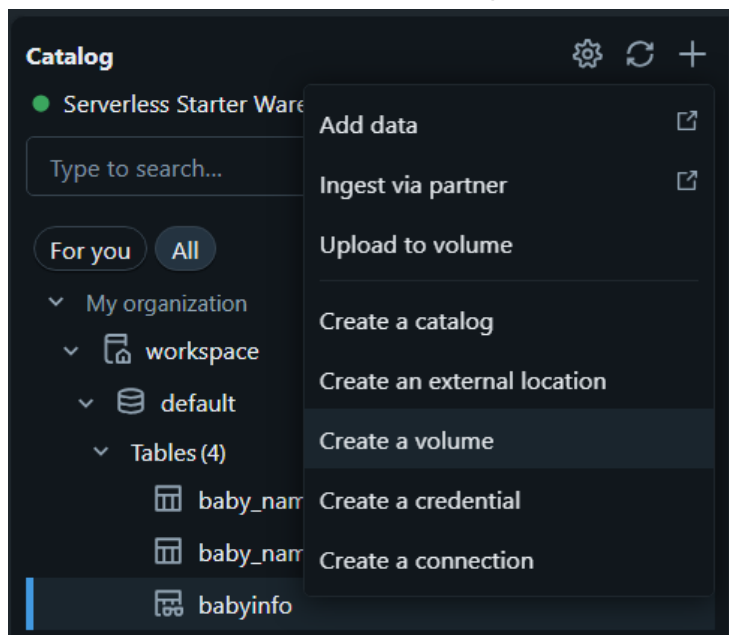 Catalog
Serverless Starter Ware
Type to search...
For you All
My organization
workspace
default
Tables (4)
baby_nam
baby_nam
babyinfo
Add data
Ingest via partner
Upload to volume
Create a catalog
Create an external location
Create a volume
Create a credential
Create a connection